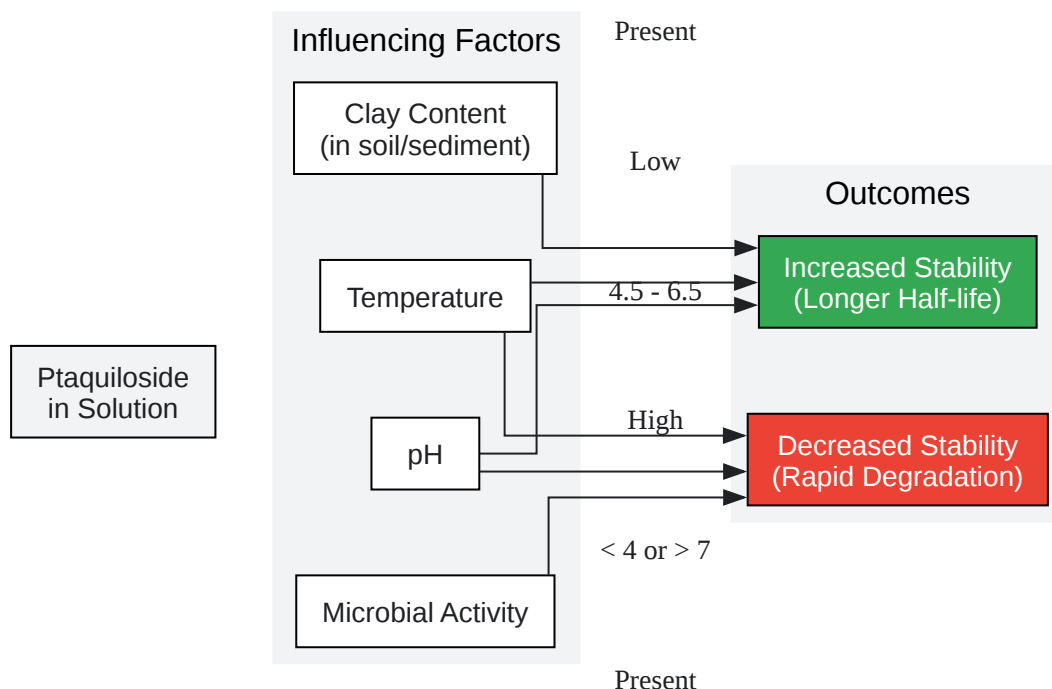 Present
Influencing Factors
Clay Content
(in soil/sediment)
Low
Outcomes
Increased Stability
(Longer Half-life)
Temperature
4.5 - 6.5
Ptaquiloside
in Solution
High
pH
Decreased Stability
(Rapid Degradation)
< 4 or > 7
Microbial Activity
Present